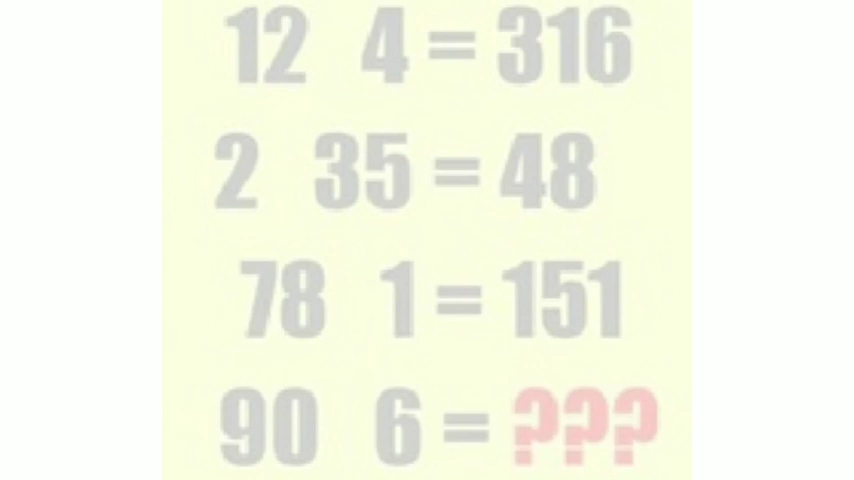 12 4 = 316
2 35 = 48
78 1 = 151
90 6 = ???